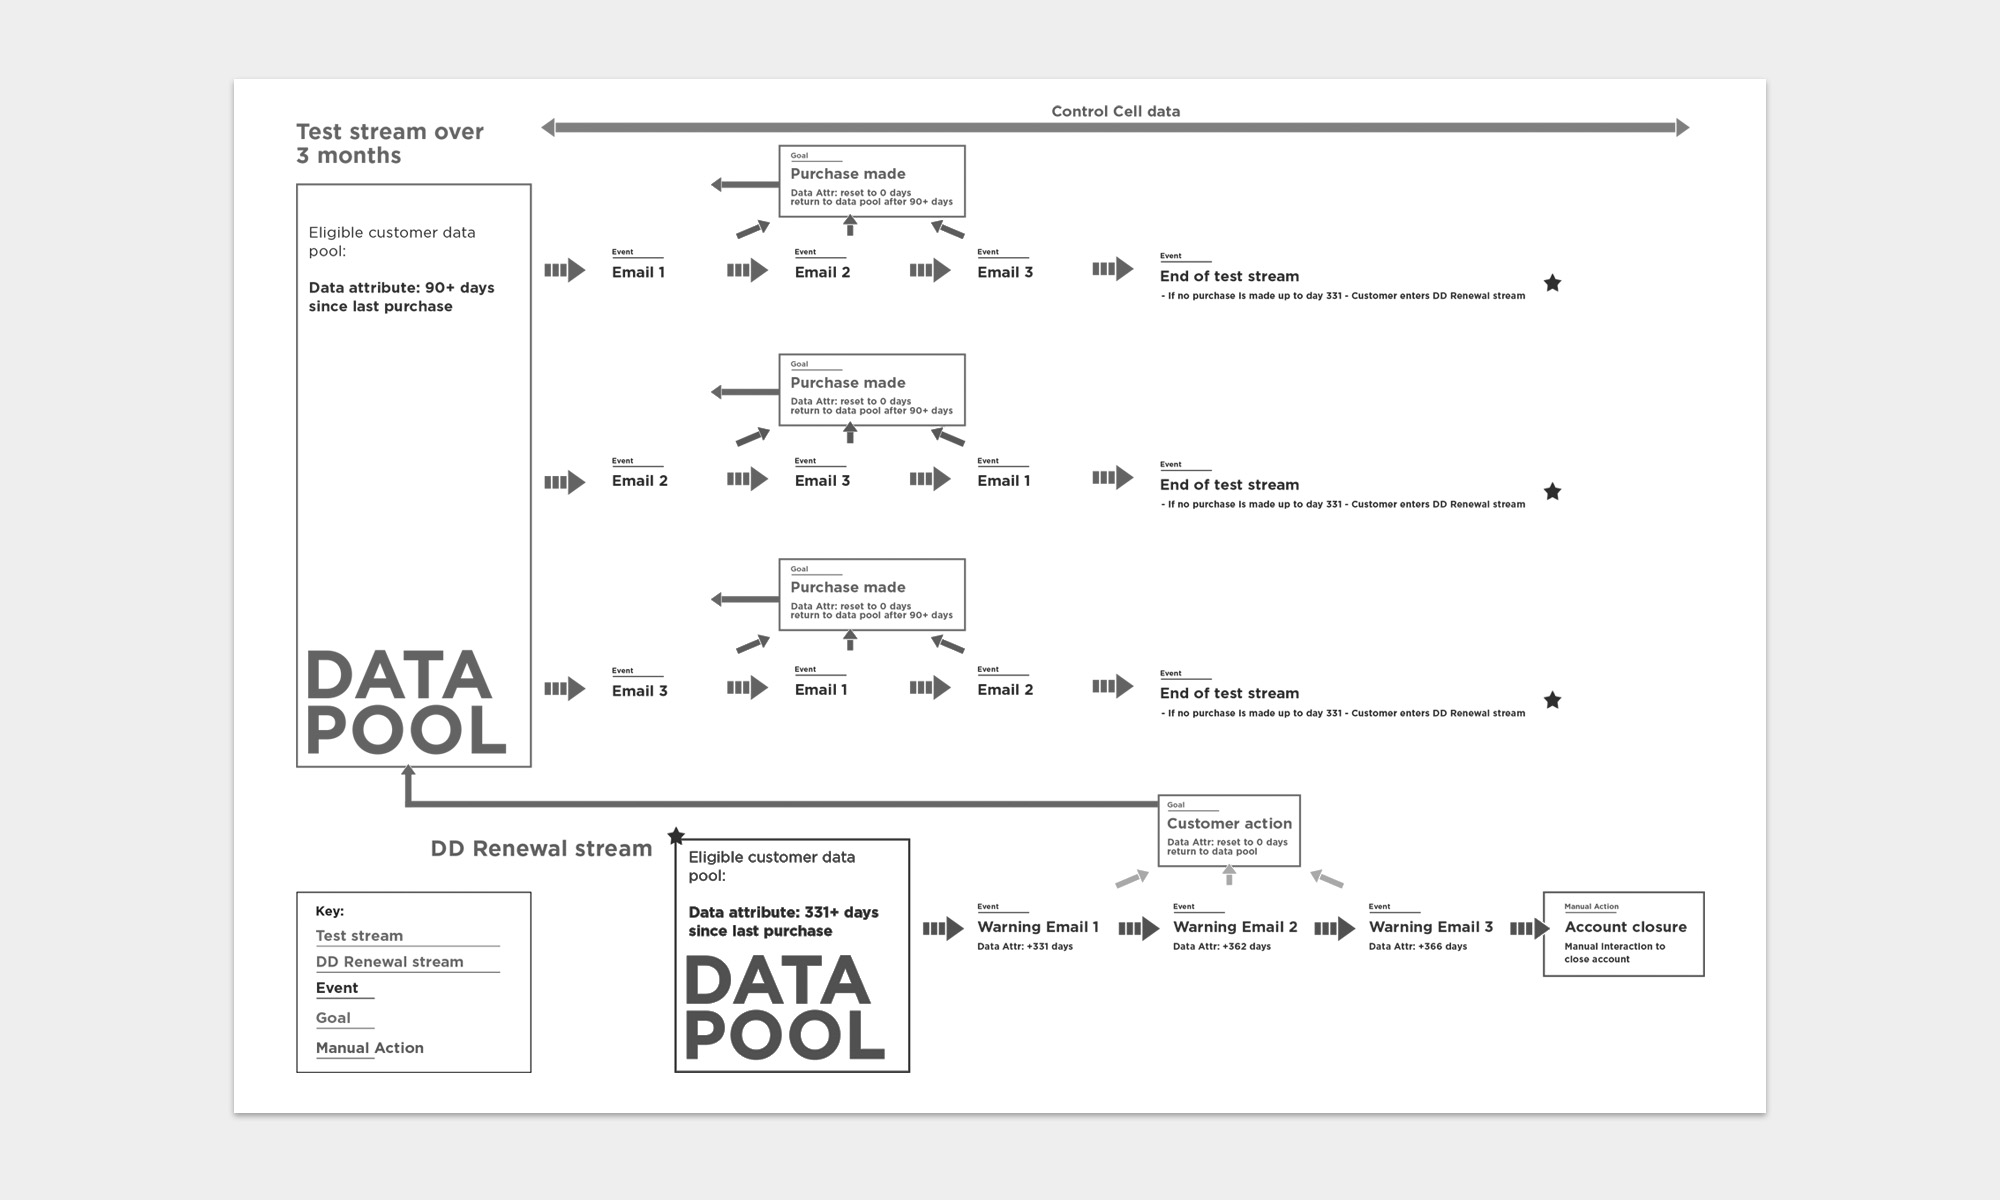 Control Cell data
Test stream over
3 months
Eligible customer data
pool:
Data attribute: 90+ days
since last purchase
DATA
POOL
Goal
Purchase made
Data Attr: reset to 0 days
return to data pool after 90+ days
Event
Email 1
Event
Email 2
Event
Email 3
Event
End of test stream
- If no purchase is made up to day 331 - Customer enters DD Renewal stream
Goal
Purchase made
Data Attr: reset to 0 days
return to data pool after 90+ days
Event
Email 2
Event
Email 3
Event
Email 1
Event
End of test stream
- If no purchase is made up to day 331 - Customer enters DD Renewal stream
Goal
Purchase made
Data Attr: reset to 0 days
return to data pool after 90+ days
Event
Email 3
Event
Email 1
Event
Email 2
Event
End of test stream
- If no purchase is made up to day 331 - Customer enters DD Renewal stream
DD Renewal stream
Eligible customer data
pool:
Data attribute: 331+ days
since last purchase
DATA
POOL
Goal
Customer action
Data Attr: reset to 0 days
return to data pool
Event
Warning Email 1
Data Attr: +331 days
Event
Warning Email 2
Data Attr: +362 days
Event
Warning Email 3
Data Attr: +366 days
Manual Action
Account closure
Manual interaction to
close account
Key:
Test stream
DD Renewal stream
Event
Goal
Manual Action